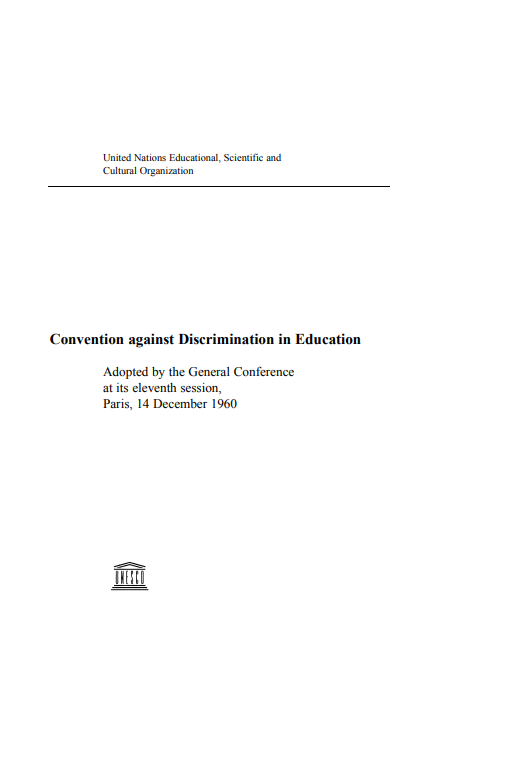 United Nations Educational, Scientific and
Cultural Organization
Convention against Discrimination in Education
Adopted by the General Conference
at its eleventh session,
Paris, 14 December 1960
UNESCO